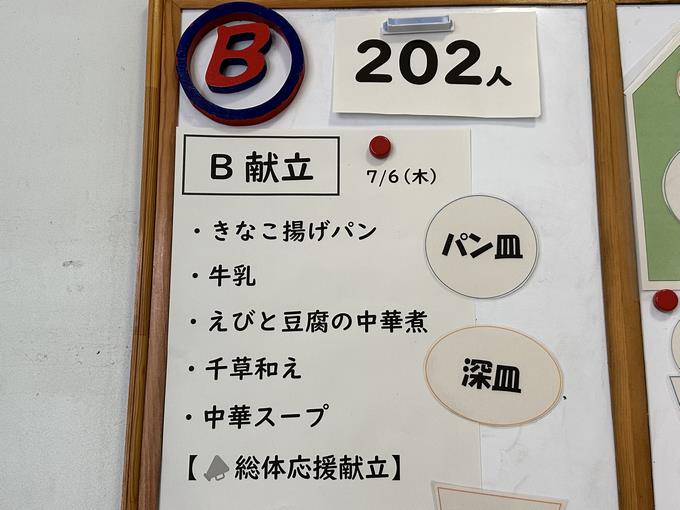 B
202人
B 献立
7/6(木)
・きなこ揚げパン
・牛乳
・えびと豆腐の中華煮
・千草和え
・中華スープ
【📣総体応援献立】
パン皿
深皿